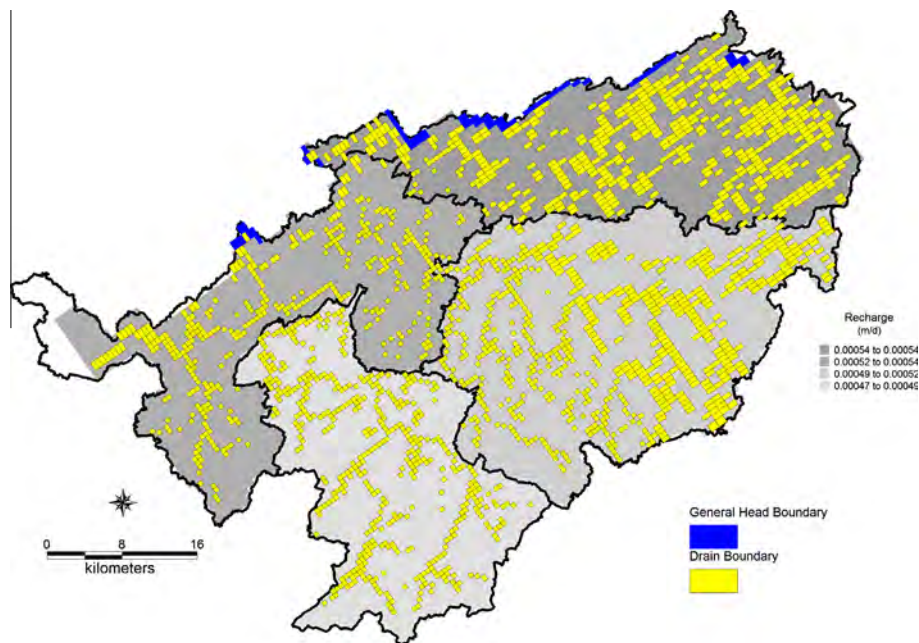 Recharge
(m/d)
0.00054 to 0.00054
0.00052 to 0.00054
0.00049 to 0.00052
0.00047 to 0.00049
General Head Boundary
Drain Boundary
0 8 16
kilometers